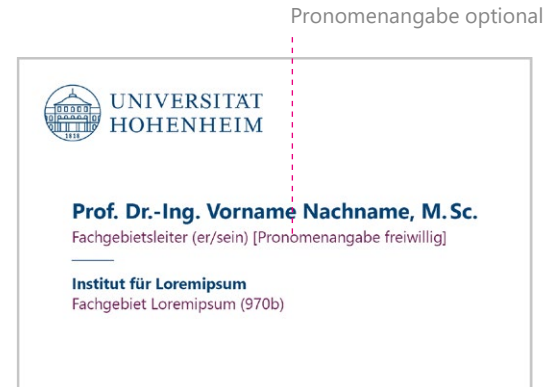 Pronomenangabe optional
UNIVERSITÄT
HOHENHEIM
1818
Prof. Dr.-Ing. Vorname Nachname, M. Sc.
Fachgebietsleiter (er/sein) [Pronomenangabe freiwillig]
Institut für Loremipsum
Fachgebiet Loremipsum (970b)